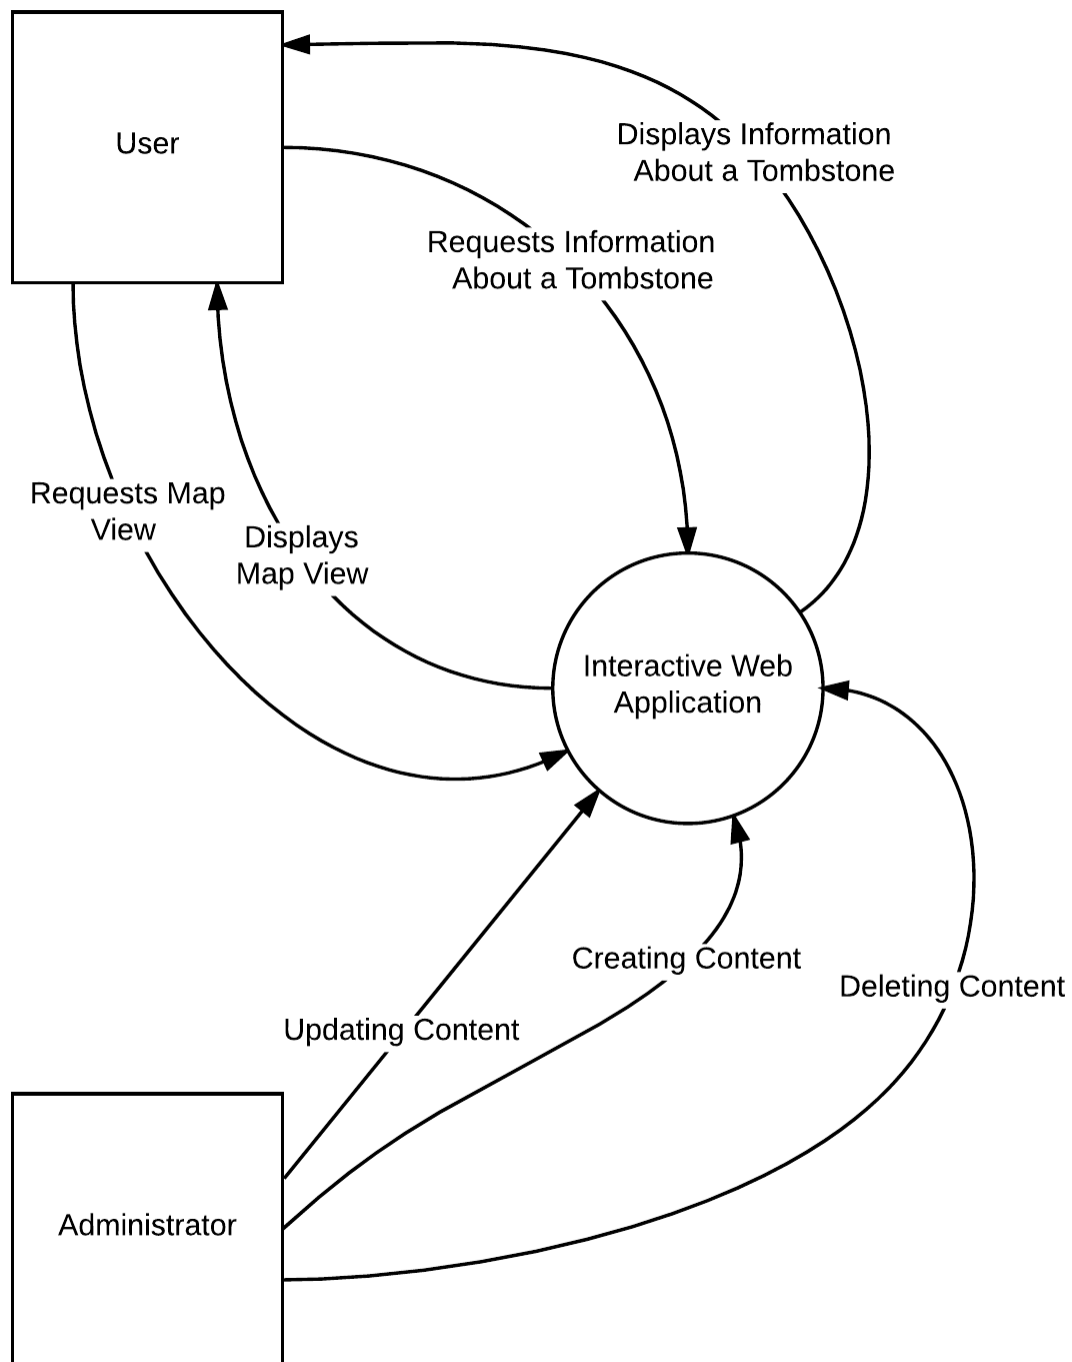 User
Displays Information
About a Tombstone
Requests Information
About a Tombstone
Requests Map
View
Displays
Map View
Interactive Web
Application
Creating Content
Deleting Content
Updating Content
Administrator